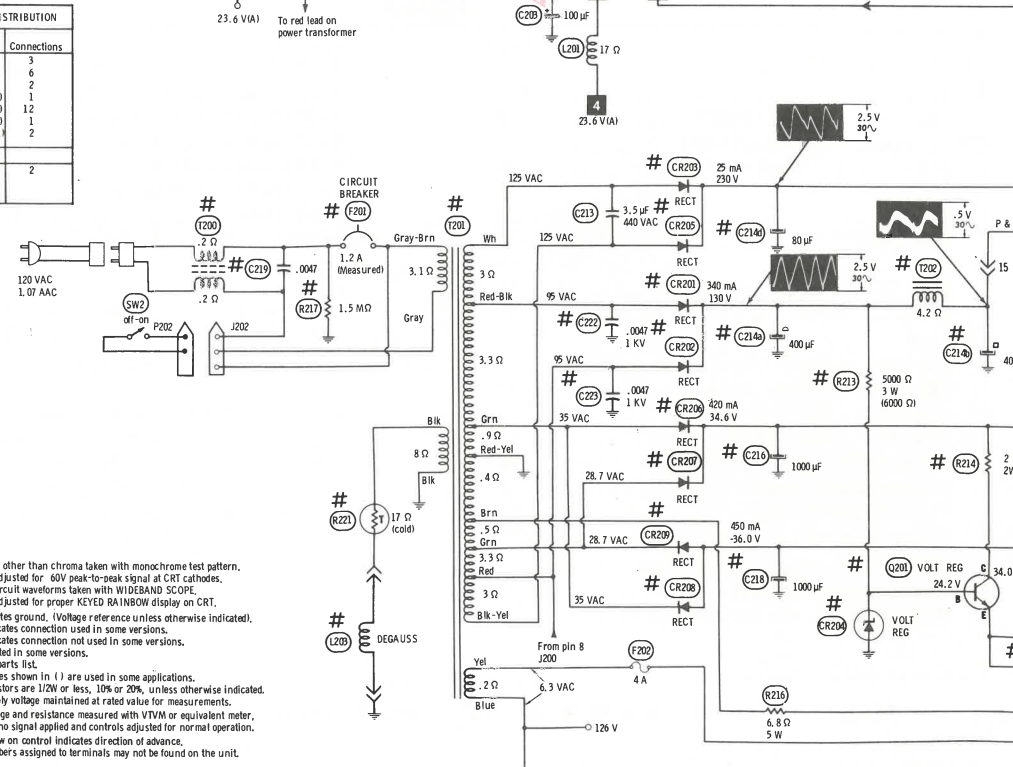 STRIBUTION
Connections
3
6
2
1
12
1
2
2
23.6 V(A)
To red lead on
power transformer
C203
100 µF
L201
17 Ω
4
23.6 V(A)
2.5 V
30∿
# CR203
25 mA
230 V
RECT
125 VAC
CIRCUIT
BREAKER
# F201
1.2 A
(Measured)
#
T200
.2 Ω
.2 Ω
# C219
.0047
#
R217
1.5 MΩ
#
T201
Gray-Brn
3.1 Ω
Gray
Wh
3 Ω
C213
3.5 µF
440 VAC
#
CR205
RECT
125 VAC
#
C214d
80 µF
.5 V
30∿
P &
15
2.5 V
30∿
#
T202
4.2 Ω
120 VAC
1.07 AAC
SW2
off-on
P202
J202
Red-Blk
95 VAC
#
CR201
340 mA
130 V
RECT
#
C222
.0047
1 KV
#
C214a
400 µF
#
C214b
40
3.3 Ω
95 VAC
CR202
RECT
#
C223
.0047
1 KV
# R213
5000 Ω
3 W
(6000 Ω)
Grn
35 VAC
# CR206
420 mA
34.6 V
RECT
.9 Ω
Red-Yel
.4 Ω
Blk
8 Ω
Blk
# CR207
RECT
28.7 VAC
# C216
1000 µF
# R214
2
2W
#
R221
T
17 Ω
(cold)
Brn
.5 Ω
Grn
28.7 VAC
#
CR209
RECT
450 mA
-36.0 V
3.3 Ω
Red
3 Ω
Blk-Yel
35 VAC
CR208
RECT
#
C218
1000 µF
Q201
VOLT REG
24.2 V
C
B
E
34.0
#
CR204
VOLT
REG
#
#
L203
DEGAUSS
From pin 8
J200
F202
4 A
Yel
.2 Ω
Blue
6.3 VAC
126 V
R216
6.8 Ω
5 W
other than chroma taken with monochrome test pattern.
djusted for 60V peak-to-peak signal at CRT cathodes.
rcuit waveforms taken with WIDEBAND SCOPE.
djusted for proper KEYED RAINBOW display on CRT.
tes ground. (Voltage reference unless otherwise indicated).
cates connection used in some versions.
cates connection not used in some versions.
ted in some versions.
parts list.
es shown in ( ) are used in some applications.
stors are 1/2W or less, 10% or 20%, unless otherwise indicated.
ly voltage maintained at rated value for measurements.
ge and resistance measured with VTVM or equivalent meter,
no signal applied and controls adjusted for normal operation.
w on control indicates direction of advance.
bers assigned to terminals may not be found on the unit.